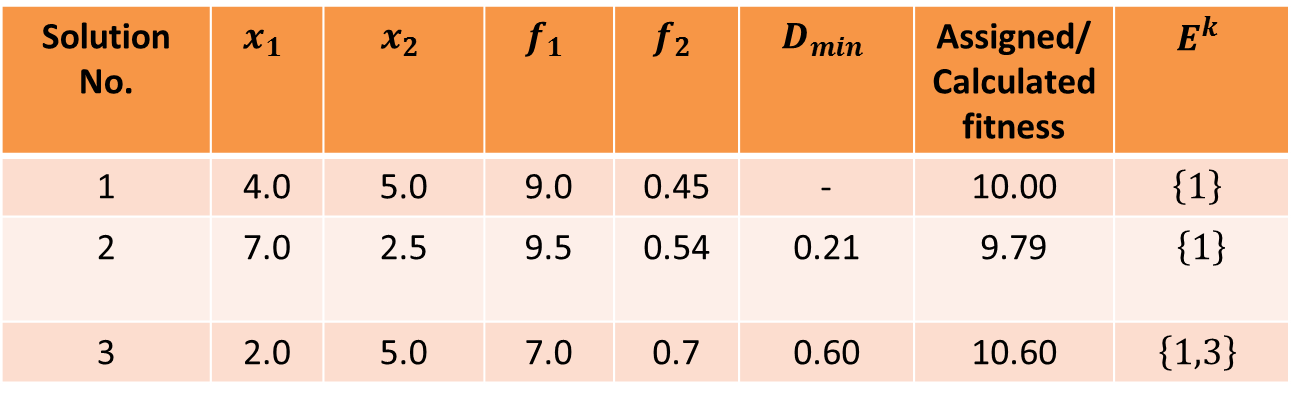 Solution No. x₁ x₂ f₁ f₂ D_min Assigned/ Calculated fitness E^k
1 4.0 5.0 9.0 0.45 - 10.00 {1}
2 7.0 2.5 9.5 0.54 0.21 9.79 {1}
3 2.0 5.0 7.0 0.7 0.60 10.60 {1,3}